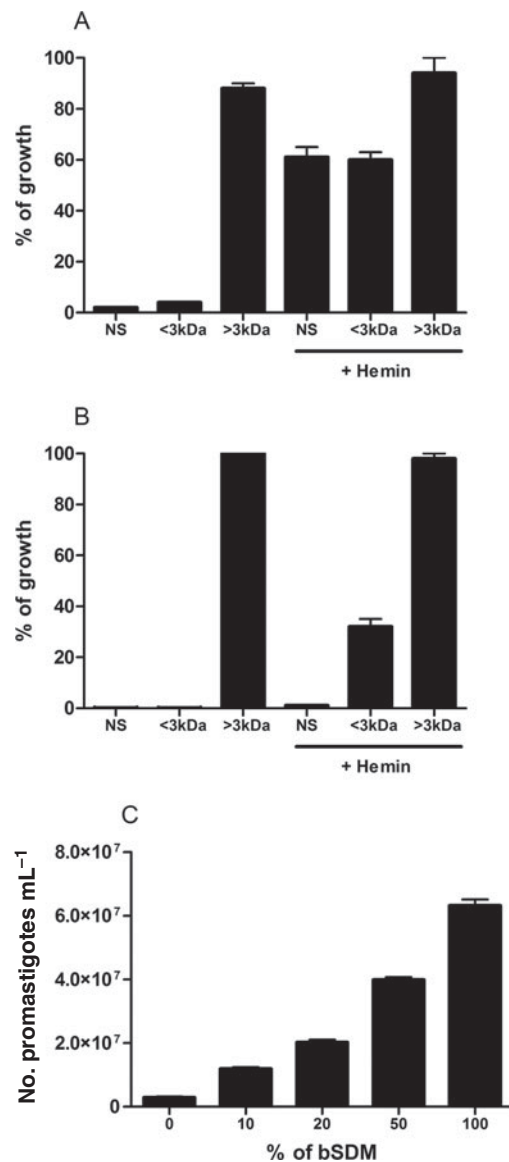 A
% of growth
100
80
60
40
20
0
NS <3kDa >3kDa NS <3kDa >3kDa
+ Hemin
B
% of growth
100
80
60
40
20
0
NS <3kDa >3kDa NS <3kDa >3kDa
+ Hemin
C
No. promastigotes mL⁻¹
8.0×10⁷
6.0×10⁷
4.0×10⁷
2.0×10⁷
0
0 10 20 50 100
% of bSDM